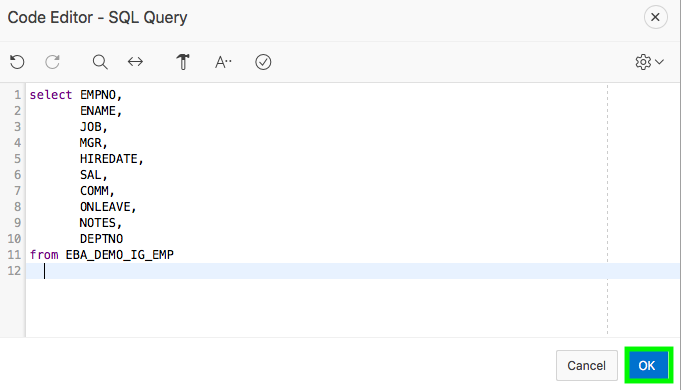 Code Editor - SQL Query
A··
1 select EMPNO,
2 ENAME,
3 JOB,
4 MGR,
5 HIREDATE,
6 SAL,
7 COMM,
8 ONLEAVE,
9 NOTES,
10 DEPTNO
11 from EBA_DEMO_IG_EMP
12
Cancel OK